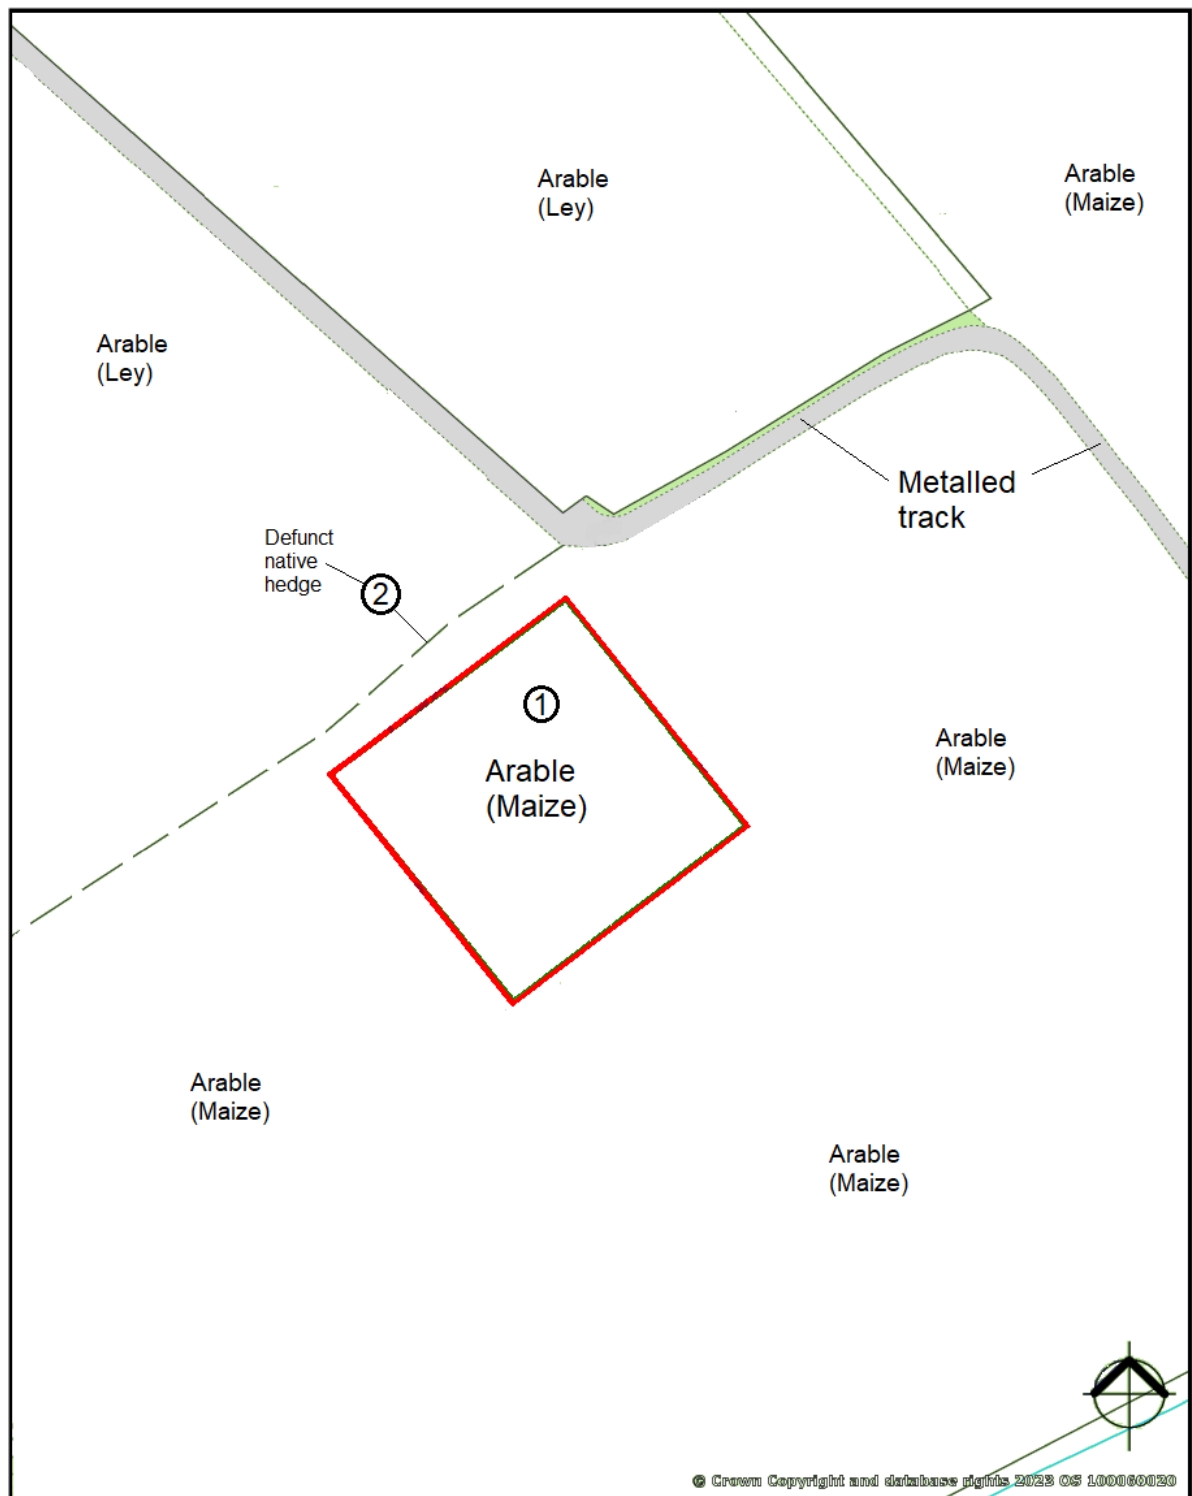 Arable
(Ley)
Arable
(Maize)
Arable
(Ley)
Metalled
track
Defunct
native
hedge
2
1
Arable
(Maize)
Arable
(Maize)
Arable
(Maize)
Arable
(Maize)
© Crown Copyright and database rights 2023 OS 100060020